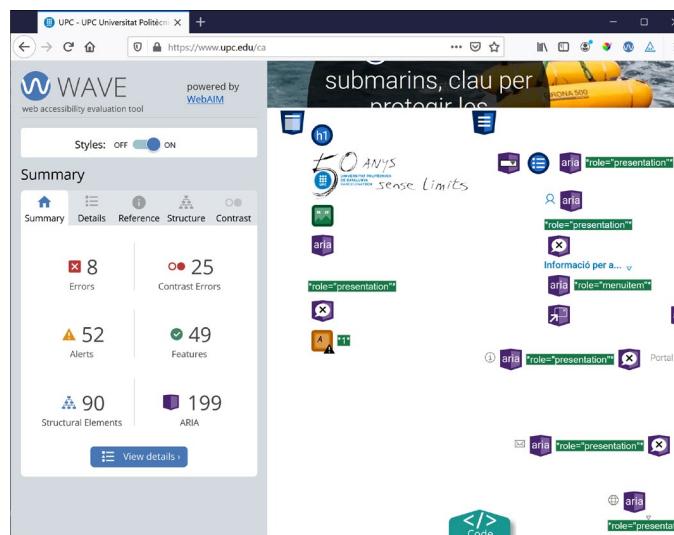 UPC - UPC Universitat Politècni
https://www.upc.edu/ca
WAVE
web accessibility evaluation tool
powered by
WebAIM
Styles: OFF ON
Summary
Summary Details Reference Structure Contrast
8
Errors
25
Contrast Errors
52
Alerts
49
Features
90
Structural Elements
199
ARIA
View details ›
submarins, clau per
protegir les
CORONA 500
h1
50 ANYS
sense límits
UNIVERSITAT POLITÈCNICA
DE CATALUNYA
BARCELONATECH
aria
*role="presentation"*
A *1*
aria *role="presentation"*
aria
*role="presentation"*
Informació per a...
aria *role="menuitem"*
aria *role="presentation"* Portal
aria *role="presentation"*
aria
*role="presenta
</> Code